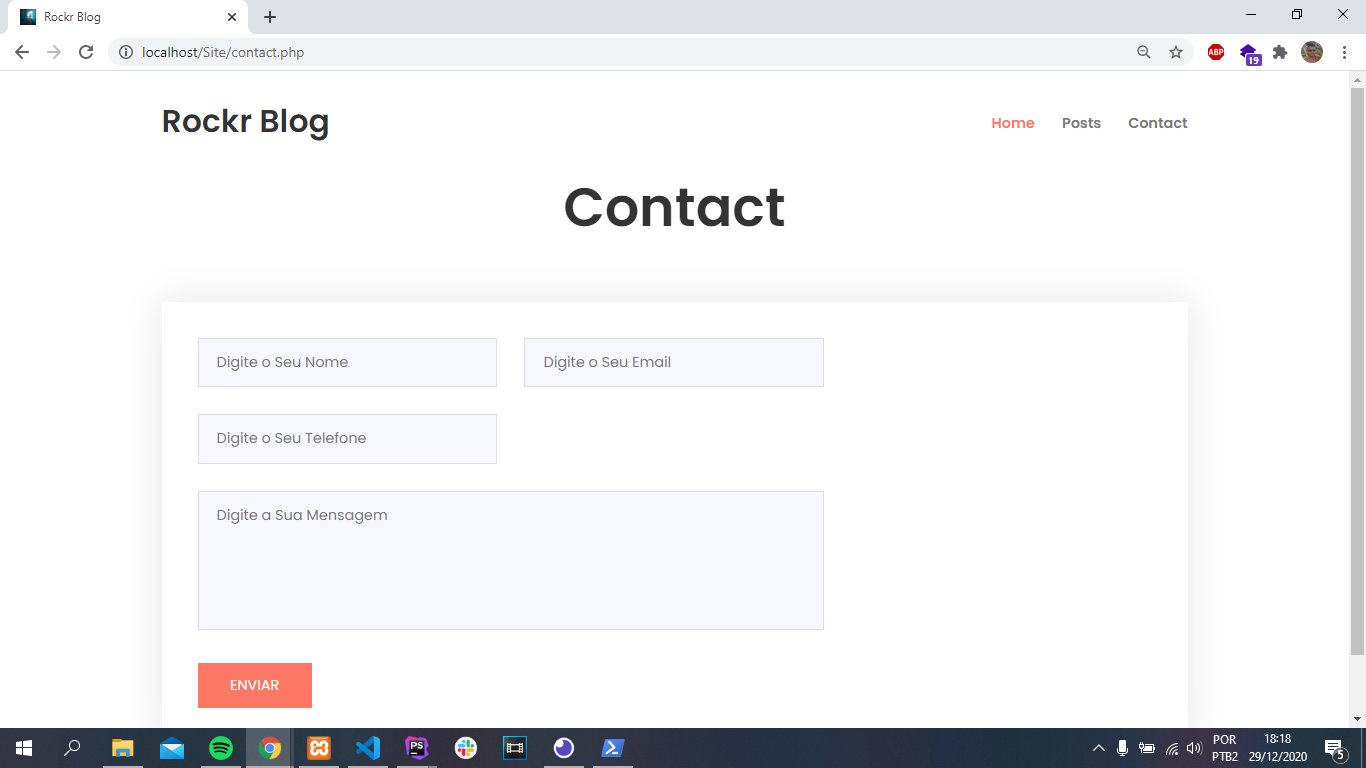 Rockr Blog
localhost/Site/contact.php
ABP
19
Rockr Blog
Home Posts Contact
Contact
Digite o Seu Nome
Digite o Seu Email
Digite o Seu Telefone
Digite a Sua Mensagem
ENVIAR
PS
POR
PTB2
18:18
29/12/2020
5